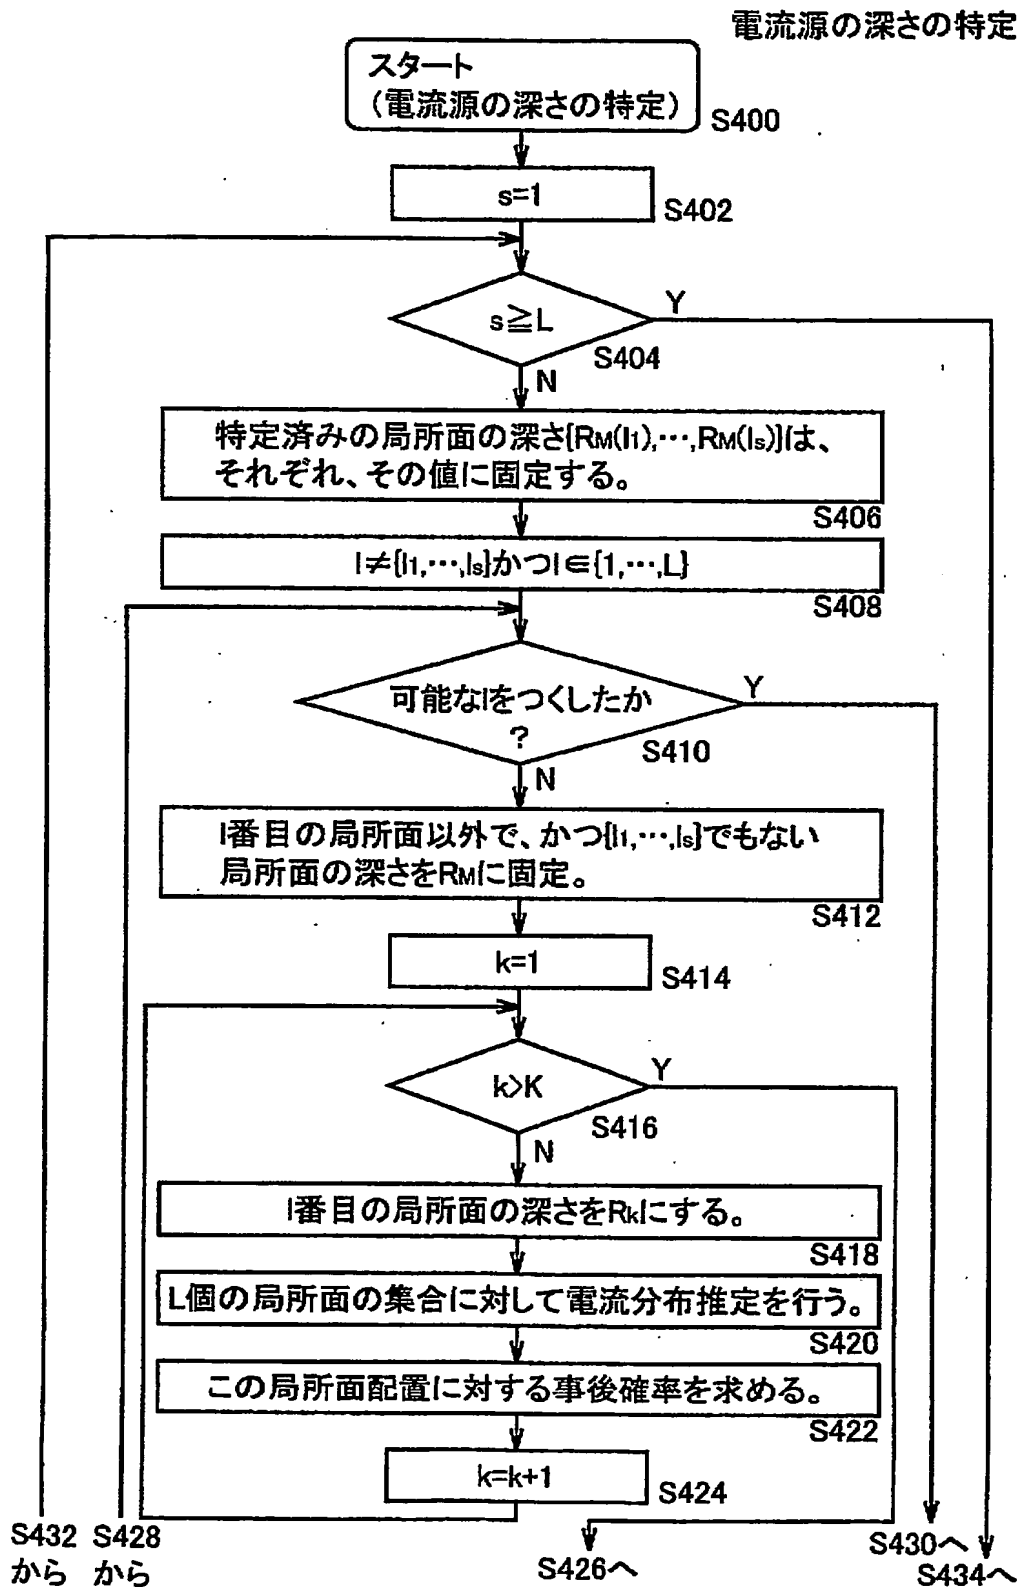 電流源の深さの特定
スタート
(電流源の深さの特定)
S400
s=1
S402
s≧L
Y
S404
N
特定済みの局所面の深さ{RM(l1),⋯,RM(ls)}は、
それぞれ、その値に固定する。
S406
l≠{l1,⋯,ls}かつl∈{1,⋯,L}
S408
可能なlをつくしたか
?
Y
S410
N
l番目の局所面以外で、かつ{l1,⋯,ls}でもない
局所面の深さをRMに固定。
S412
k=1
S414
k>K
Y
S416
N
l番目の局所面の深さをRkにする。
S418
L個の局所面の集合に対して電流分布推定を行う。
S420
この局所面配置に対する事後確率を求める。
S422
k=k+1
S424
S432
から
S428
から
S426へ
S430へ
S434へ